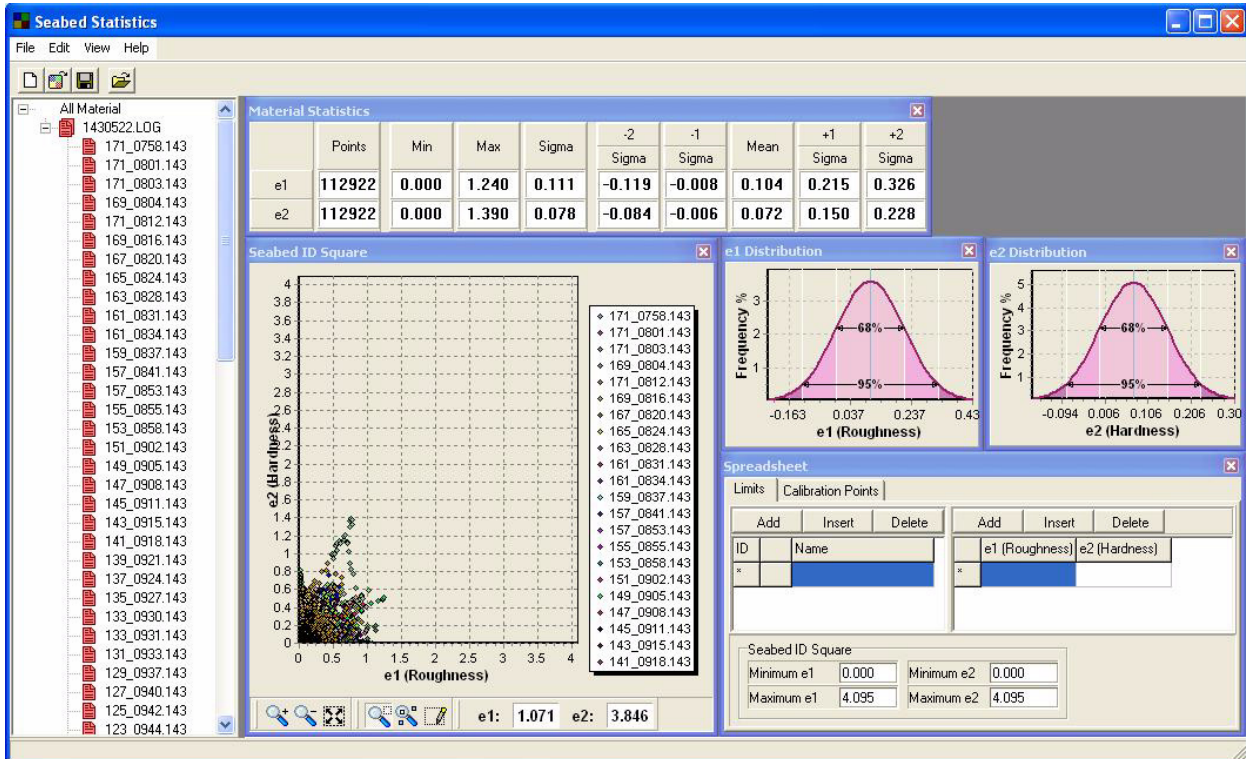 Seabed Statistics
File Edit View Help
All Material
1430522.LOG
171_0758.143
171_0801.143
171_0803.143
169_0804.143
171_0812.143
169_0816.143
167_0820.143
165_0824.143
163_0828.143
161_0831.143
161_0834.143
159_0837.143
157_0841.143
157_0853.143
155_0855.143
153_0858.143
151_0902.143
149_0905.143
147_0908.143
145_0911.143
143_0915.143
141_0918.143
139_0921.143
137_0924.143
135_0927.143
133_0930.143
133_0931.143
131_0933.143
129_0937.143
127_0940.143
125_0942.143
123 0944.143
Material Statistics
Points Min Max Sigma -2 Sigma -1 Sigma Mean +1 Sigma +2 Sigma
e1 112922 0.000 1.240 0.111 -0.119 -0.008 0.104 0.215 0.326
e2 112922 0.000 1.390 0.078 -0.084 -0.006 0.072 0.150 0.228
Seabed ID Square
4
3.8
3.6
3.4
3.2
3
2.8
2.6
2.4
2.2
2
1.8
1.6
1.4
1.2
1
0.8
0.6
0.4
0.2
0
e2 (Hardness)
0 0.5 1 1.5 2 2.5 3 3.5 4
e1 (Roughness)
171_0758.143
171_0801.143
171_0803.143
169_0804.143
171_0812.143
169_0816.143
167_0820.143
165_0824.143
163_0828.143
161_0831.143
161_0834.143
159_0837.143
157_0841.143
157_0853.143
155_0855.143
153_0858.143
151_0902.143
149_0905.143
147_0908.143
145_0911.143
143_0915.143
141_0918.143
e1: 1.071 e2: 3.846
e1 Distribution
Frequency %
3
2
1
68%
95%
-0.163 0.037 0.237 0.43
e1 (Roughness)
e2 Distribution
Frequency %
5
4
3
2
1
68%
95%
-0.094 0.006 0.106 0.206 0.30
e2 (Hardness)
Spreadsheet
Limits Calibration Points
Add Insert Delete
ID Name
*
Add Insert Delete
e1 (Roughness) e2 (Hardness)
*
Seabed ID Square
Minimum e1 0.000 Minimum e2 0.000
Maximum e1 4.095 Maximum e2 4.095